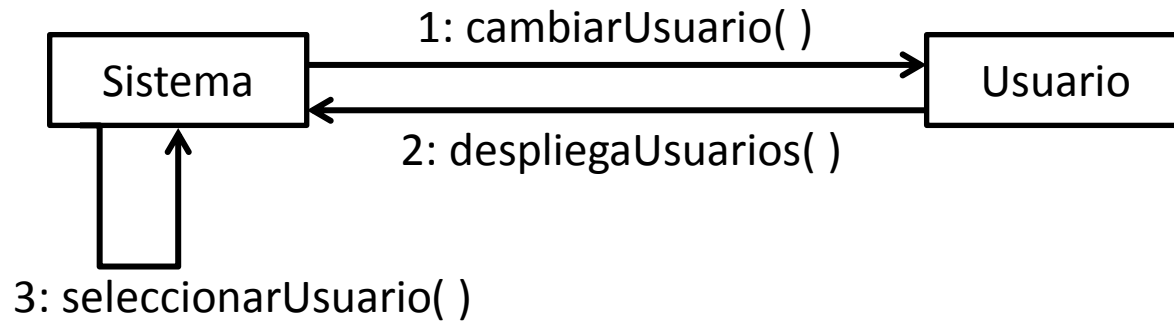 1: cambiarUsuario( )
Sistema
Usuario
2: despliegaUsuarios( )
3: seleccionarUsuario( )